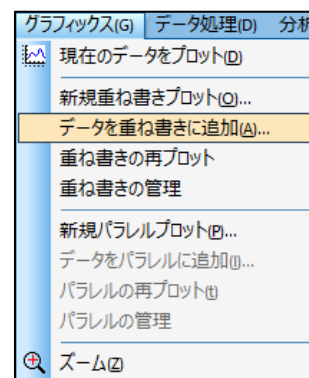 グラフィックス(G) データ処理(D) 分析
現在のデータをプロット(D)
新規重ね書きプロット(O)...
データを重ね書きに追加(A)...
重ね書きの再プロット
重ね書きの管理
新規パラレルプロット(P)...
データをパラレルに追加(I)...
パラレルの再プロット(t)
パラレルの管理
ズーム(Z)